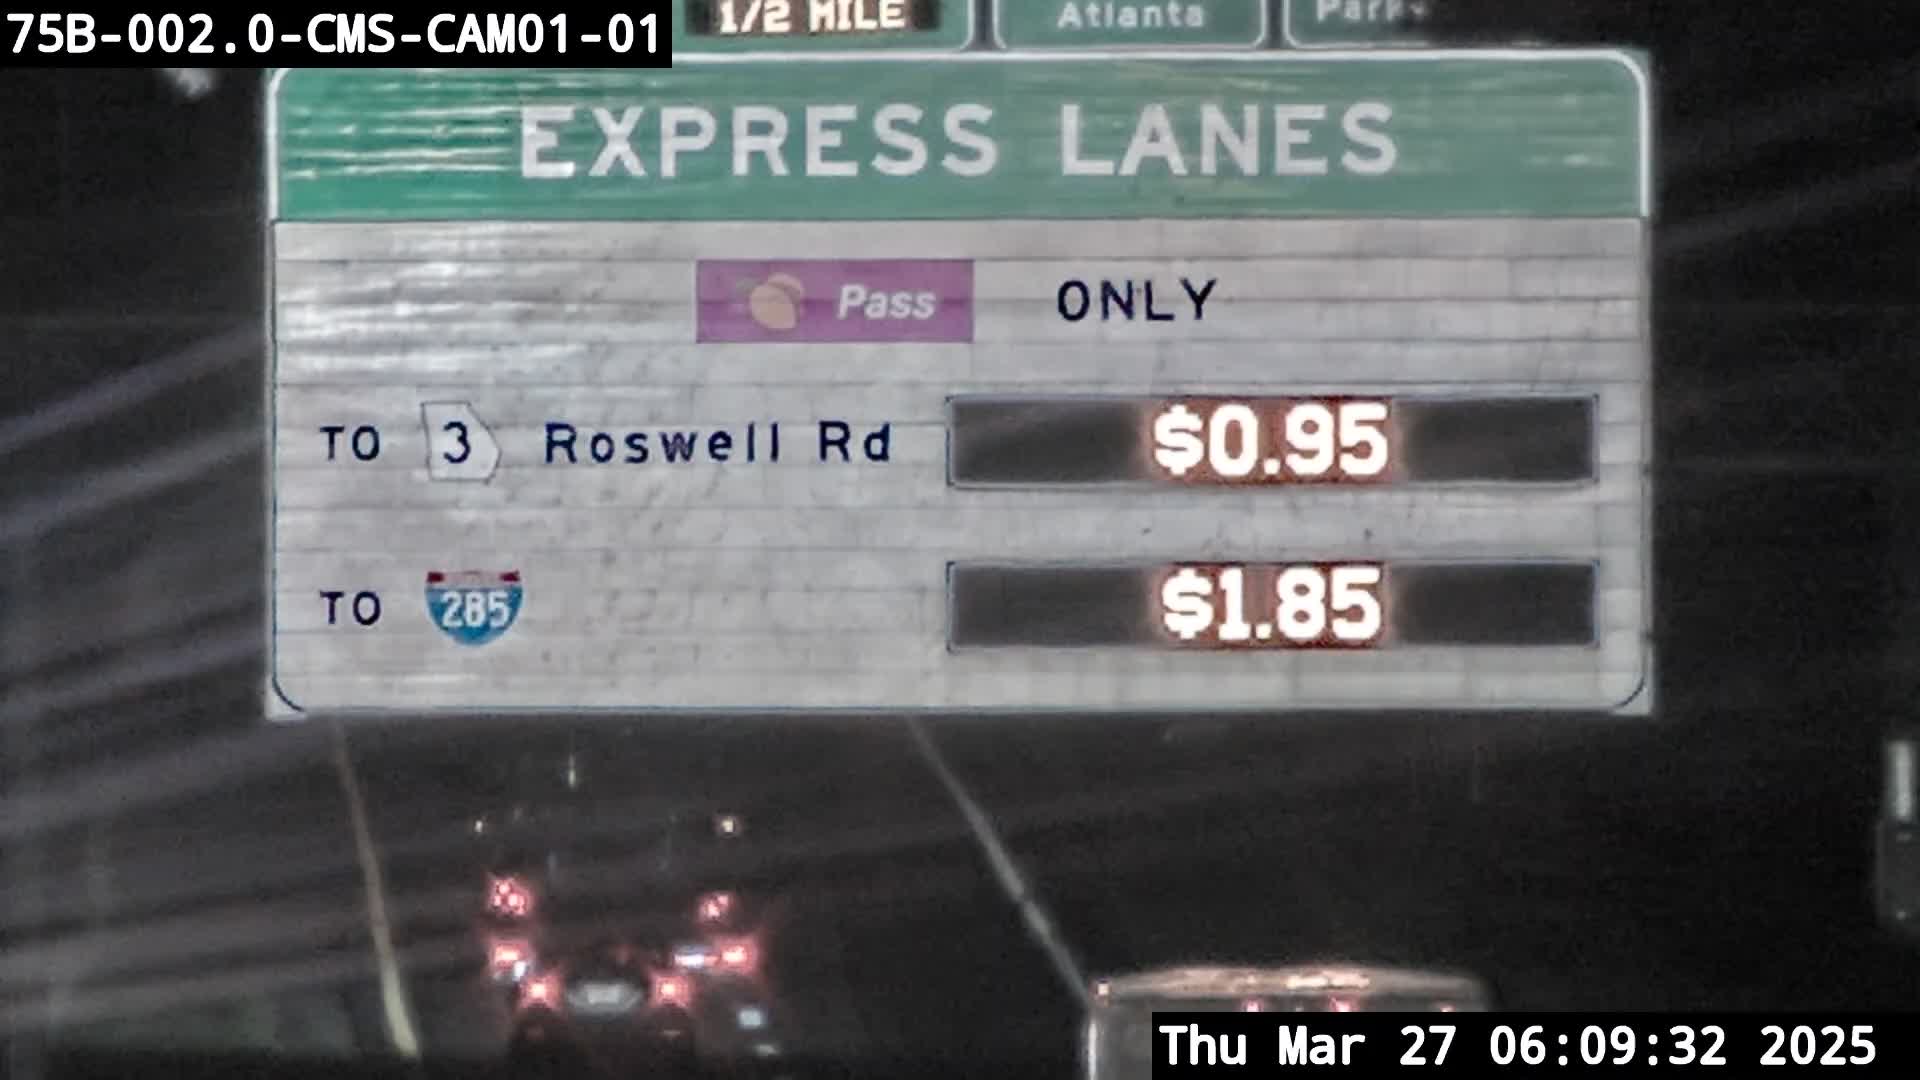 75B-002.0-CMS-CAM01-01
1/2 MILE
Atlanta
EXPRESS LANES
Pass ONLY
TO 3 Roswell Rd $0.95
TO 285 $1.85
Thu Mar 27 06:09:32 2025